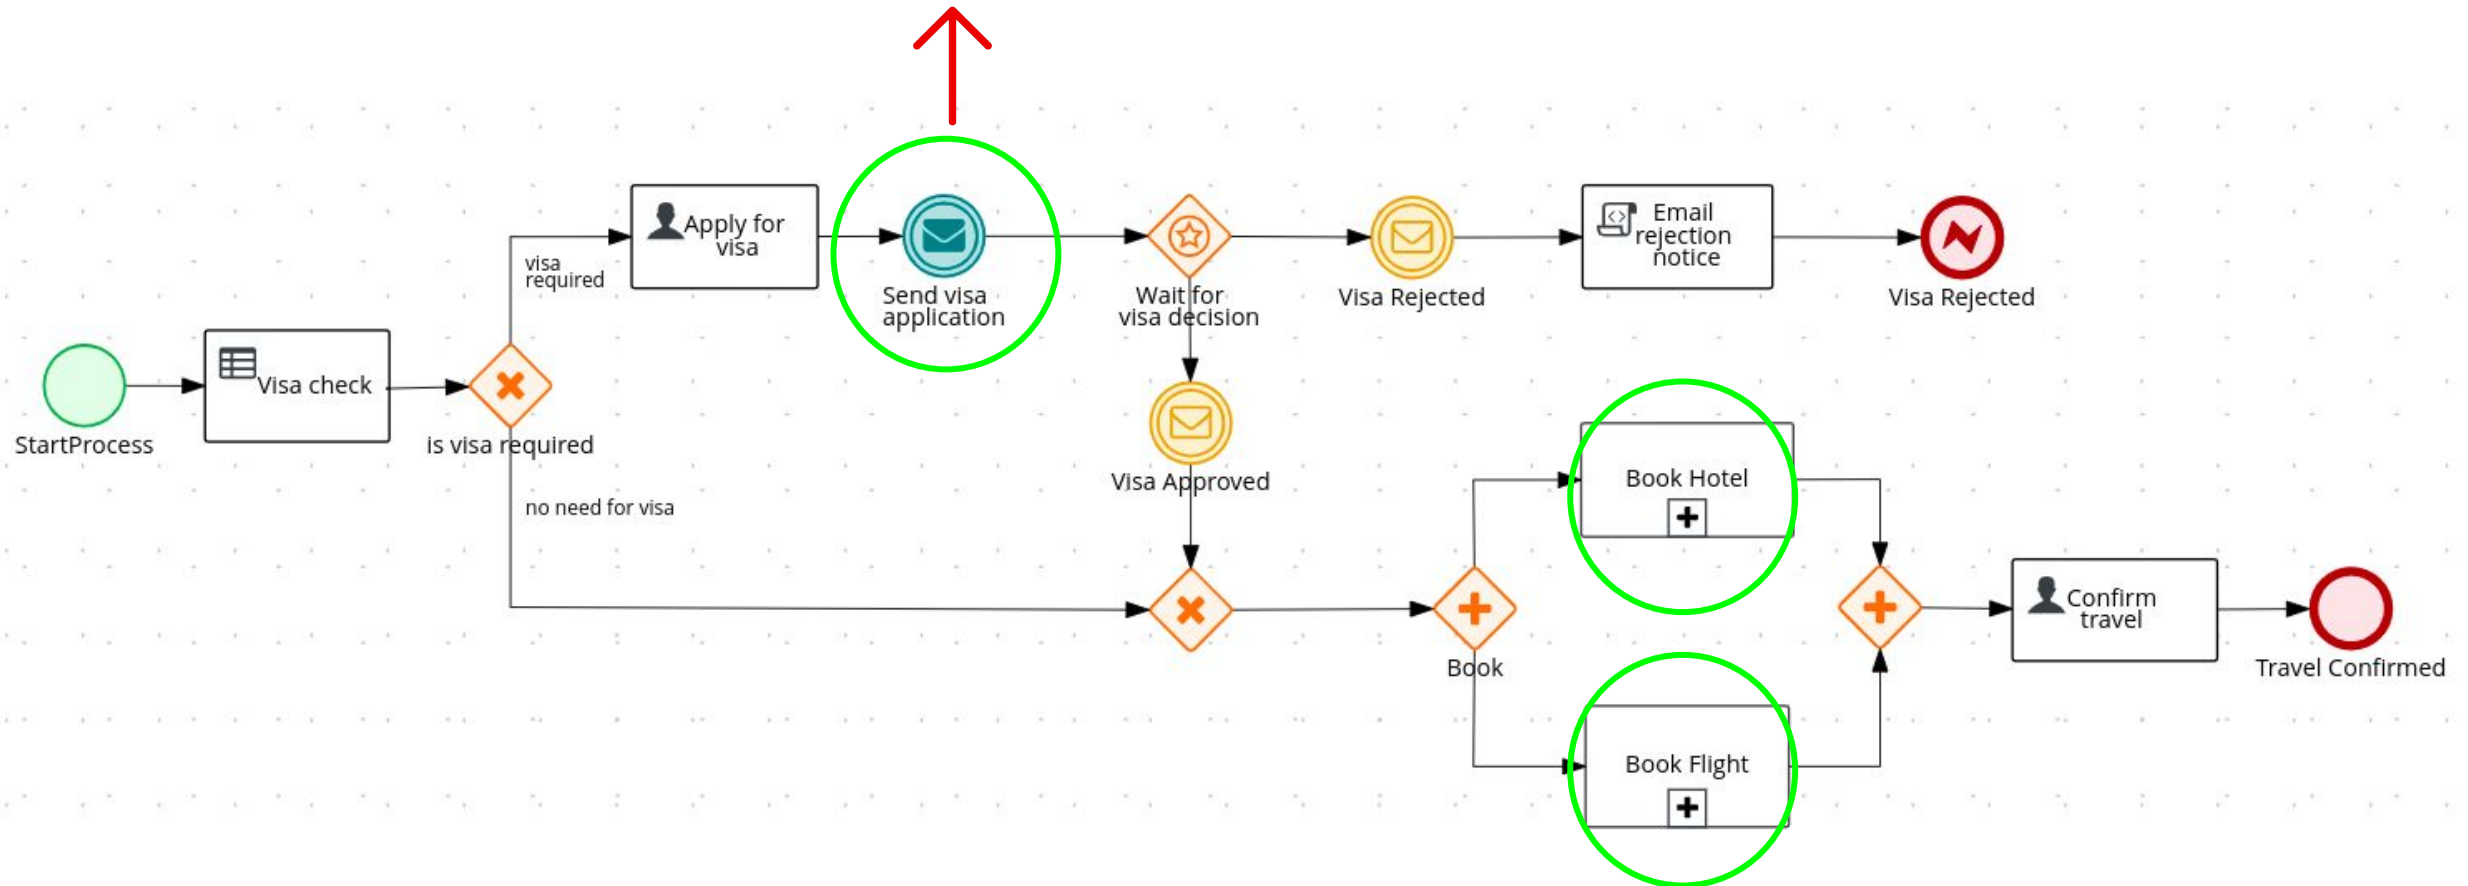 StartProcess
Visa check
is visa required
visa
required
no need for visa
Apply for
visa
Send visa
application
Wait for
visa decision
Visa Rejected
Email
rejection
notice
Visa Rejected
Visa Approved
Book
Book Hotel
Book Flight
Confirm
travel
Travel Confirmed